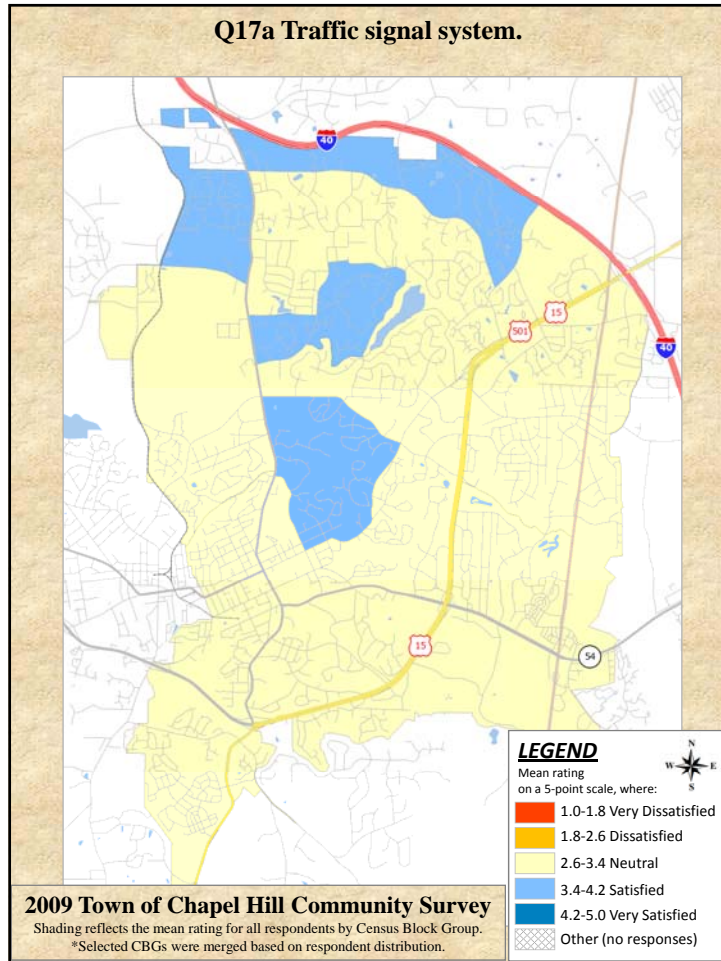 Q17a Traffic signal system.
40
15
501
40
15
54
LEGEND
Mean rating
on a 5-point scale, where:
N
W E
S
1.0-1.8 Very Dissatisfied
1.8-2.6 Dissatisfied
2.6-3.4 Neutral
3.4-4.2 Satisfied
4.2-5.0 Very Satisfied
Other (no responses)
2009 Town of Chapel Hill Community Survey
Shading reflects the mean rating for all respondents by Census Block Group.
*Selected CBGs were merged based on respondent distribution.